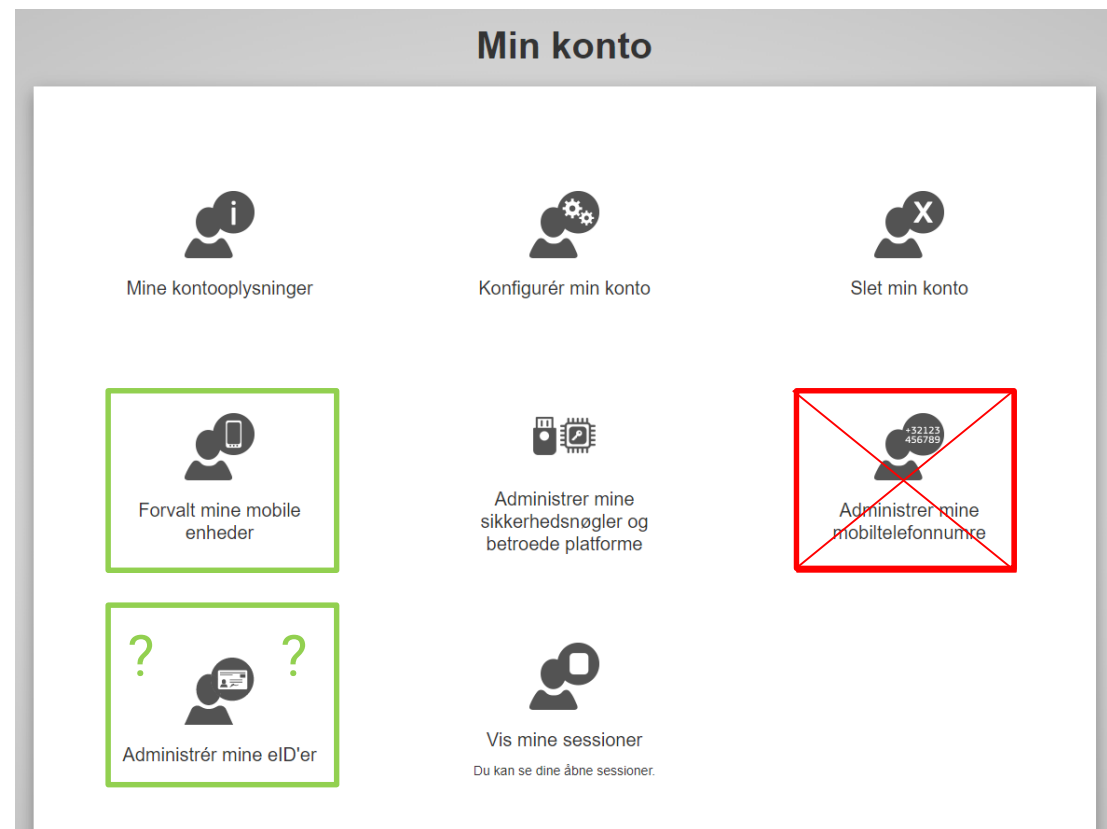 Min konto
i
X
Mine kontooplysninger
Konfigurér min konto
Slet min konto
+32123
456789
Forvalt mine mobile
enheder
Administrer mine
sikkerhedsnøgler og
betroede platforme
Administrer mine
mobiltelefonnumre
? ?
Administrér mine eID'er
Vis mine sessioner
Du kan se dine åbne sessioner.